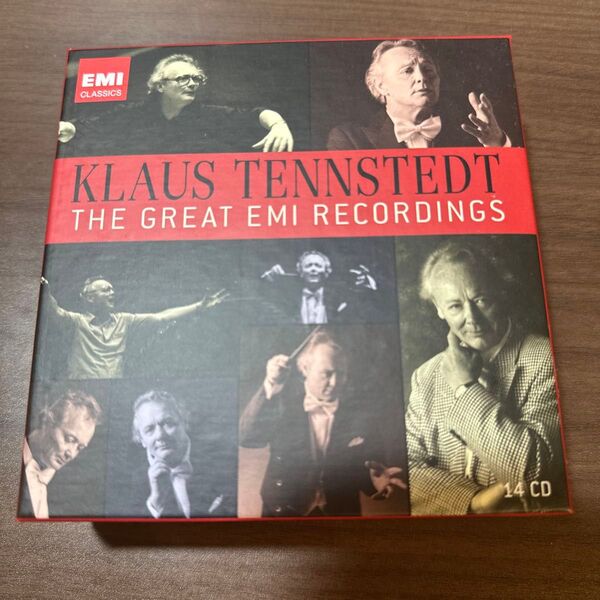 EMI
CLASSICS
KLAUS TENNSTEDT
THE GREAT EMI RECORDINGS
14 CD